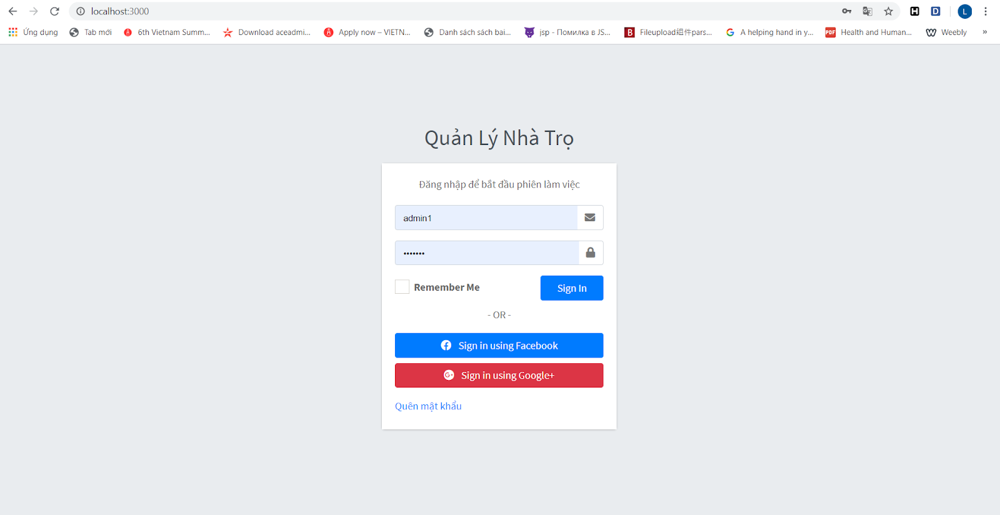 localhost:3000
L
Ứng dụng
Tab mới
6th Vietnam Summ...
Download aceadmi...
Apply now – VIETN...
Danh sách sách bai...
jsp - Помилка в JS...
Fileupload组件pars...
A helping hand in y...
PDF
Health and Human...
Weebly
»
Quản Lý Nhà Trọ
Đăng nhập để bắt đầu phiên làm việc
admin1
•••••••
Remember Me
Sign In
- OR -
Sign in using Facebook
Sign in using Google+
Quên mật khẩu